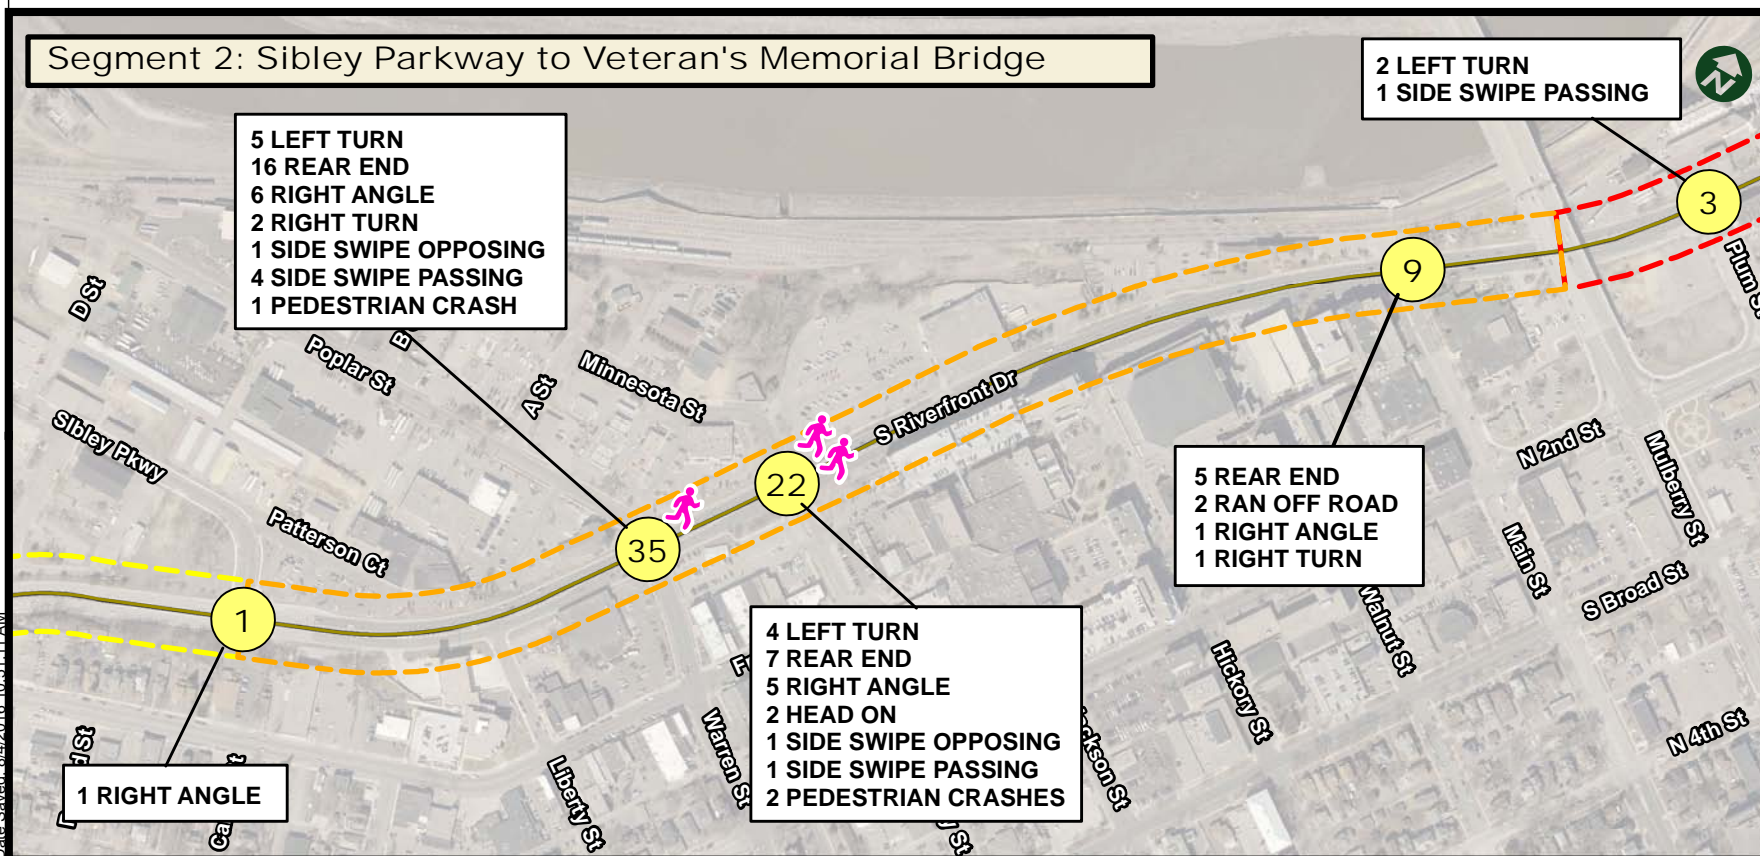 Segment 2: Sibley Parkway to Veteran's Memorial Bridge
2 LEFT TURN
1 SIDE SWIPE PASSING
N
5 LEFT TURN
16 REAR END
6 RIGHT ANGLE
2 RIGHT TURN
1 SIDE SWIPE OPPOSING
4 SIDE SWIPE PASSING
1 PEDESTRIAN CRASH
3
Plum St
9
D St
B
Poplar St
A St
Minnesota St
S Riverfront Dr
Sibley Pkwy
Patterson Ct
22
35
1
5 REAR END
2 RAN OFF ROAD
1 RIGHT ANGLE
1 RIGHT TURN
N 2nd St
Mulberry St
Main St
S Broad St
Walnut St
Hickory St
N 4th St
4 LEFT TURN
7 REAR END
5 RIGHT ANGLE
2 HEAD ON
1 SIDE SWIPE OPPOSING
1 SIDE SWIPE PASSING
2 PEDESTRIAN CRASHES
Warren St
Liberty St
1 RIGHT ANGLE